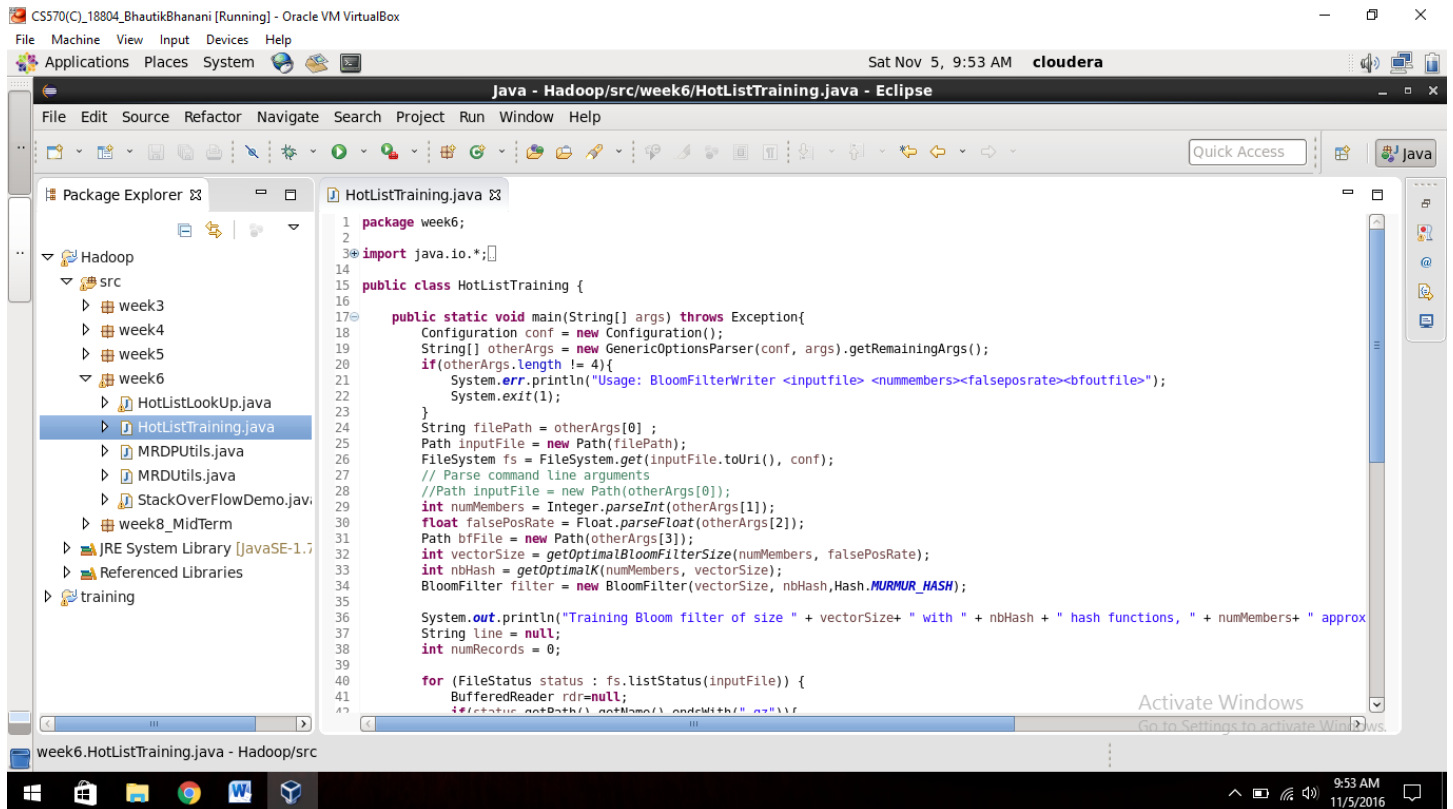 CS570(C)_18804_BhautikBhanani [Running] - Oracle VM VirtualBox
File Machine View Input Devices Help
Applications Places System Sat Nov 5, 9:53 AM cloudera
Java - Hadoop/src/week6/HotListTraining.java - Eclipse
File Edit Source Refactor Navigate Search Project Run Window Help
Quick Access Java
Package Explorer
Hadoop
src
week3
week4
week5
week6
HotListLookUp.java
HotListTraining.java
MRDPUtils.java
MRDUtils.java
StackOverFlowDemo.java
week8_MidTerm
JRE System Library [JavaSE-1.7
Referenced Libraries
training
HotListTraining.java
1 package week6;
2
3 import java.io.*;
14
15 public class HotListTraining {
16
17 public static void main(String[] args) throws Exception{
18 Configuration conf = new Configuration();
19 String[] otherArgs = new GenericOptionsParser(conf, args).getRemainingArgs();
20 if(otherArgs.length != 4){
21 System.err.println("Usage: BloomFilterWriter <inputfile> <nummembers><falseposrate><bfoutfile>");
22 System.exit(1);
23 }
24 String filePath = otherArgs[0] ;
25 Path inputFile = new Path(filePath);
26 FileSystem fs = FileSystem.get(inputFile.toUri(), conf);
27 // Parse command line arguments
28 //Path inputFile = new Path(otherArgs[0]);
29 int numMembers = Integer.parseInt(otherArgs[1]);
30 float falsePosRate = Float.parseFloat(otherArgs[2]);
31 Path bfFile = new Path(otherArgs[3]);
32 int vectorSize = getOptimalBloomFilterSize(numMembers, falsePosRate);
33 int nbHash = getOptimalK(numMembers, vectorSize);
34 BloomFilter filter = new BloomFilter(vectorSize, nbHash,Hash.MURMUR_HASH);
35
36 System.out.println("Training Bloom filter of size " + vectorSize+ " with " + nbHash + " hash functions, " + numMembers+ " approx
37 String line = null;
38 int numRecords = 0;
39
40 for (FileStatus status : fs.listStatus(inputFile)) {
41 BufferedReader rdr=null;
42 if(status.getPath().getName().endsWith(".gz")){
Activate Windows
Go to Settings to activate Windows.
week6.HotListTraining.java - Hadoop/src
9:53 AM
11/5/2016